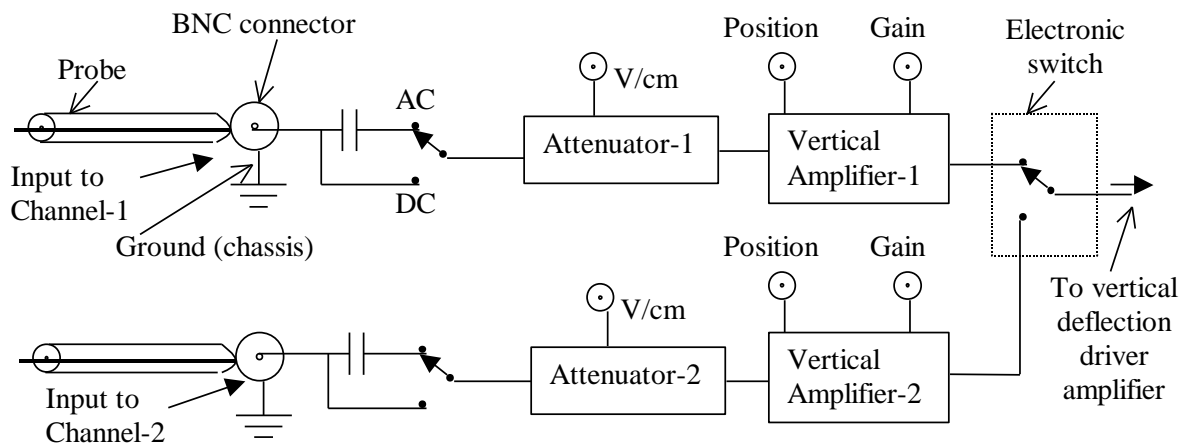 BNC connector
Probe
Input to
Channel-1
Ground (chassis)
AC
DC
V/cm
Attenuator-1
Position
Gain
Vertical
Amplifier-1
Electronic
switch
Input to
Channel-2
V/cm
Attenuator-2
Position
Gain
Vertical
Amplifier-2
To vertical
deflection
driver
amplifier